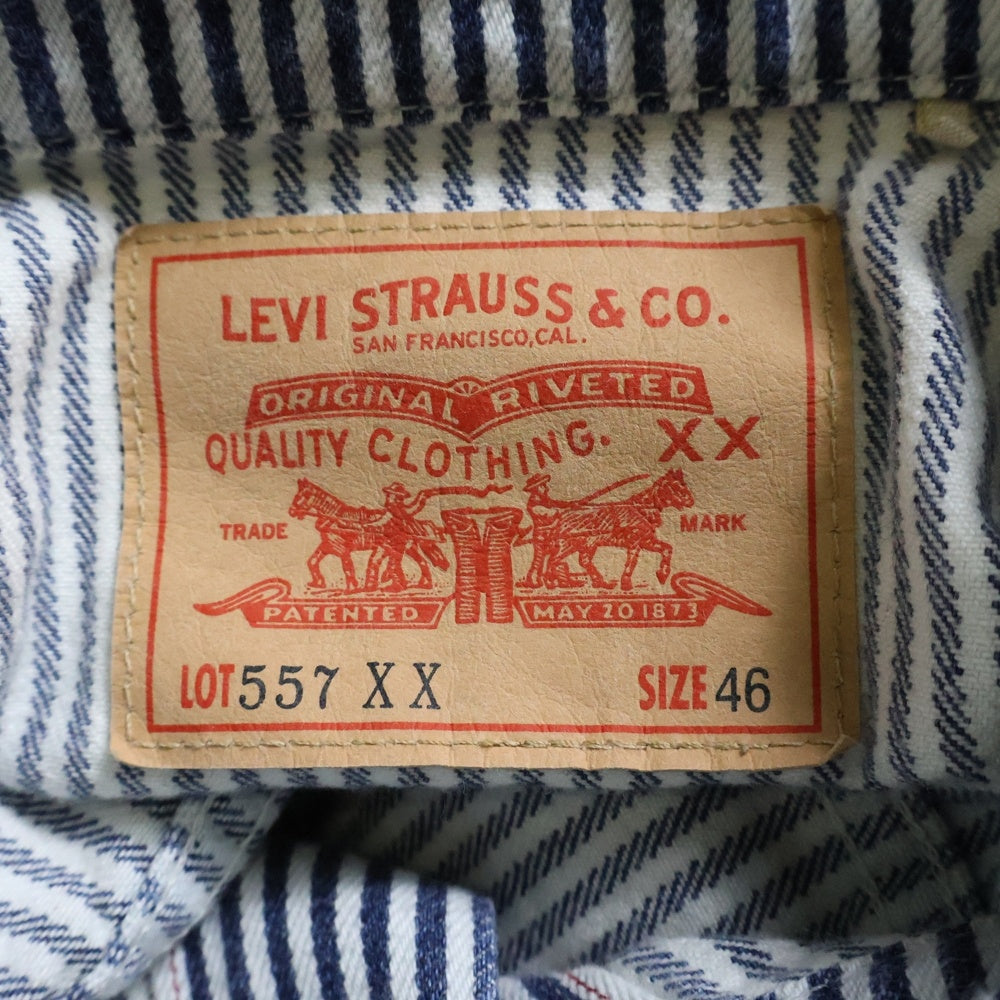 LEVI STRAUSS & CO.
SAN FRANCISCO, CAL.
ORIGINAL RIVETED
QUALITY CLOTHING. XX
TRADE MARK
PATENTED MAY 20 1873
LOT 557 XX SIZE 46